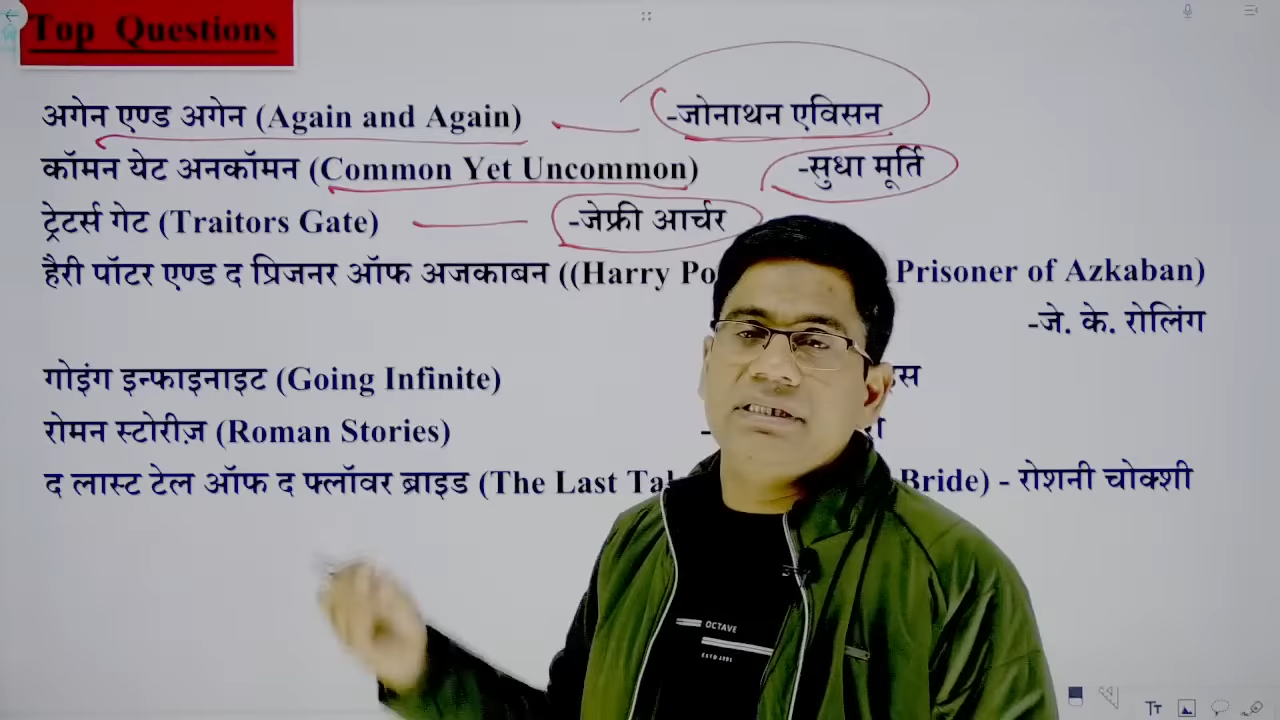 Top Questions
अगेन एण्ड अगेन (Again and Again) -जोनाथन एविसन
कॉमन येट अनकॉमन (Common Yet Uncommon) -सुधा मूर्ति
ट्रेटर्स गेट (Traitors Gate) -जेफ्री आर्चर
हैरी पॉटर एण्ड द प्रिजनर ऑफ अजकाबन ((Harry Prisoner of Azkaban)
-जे. के. रोलिंग
गोइंग इन्फाइनाइट (Going Infinite)
रोमन स्टोरीज़ (Roman Stories)
द लास्ट टेल ऑफ द फ्लॉवर ब्राइड (The Last Bride) - रोशनी चोक्शी
OCTAVE
Tт